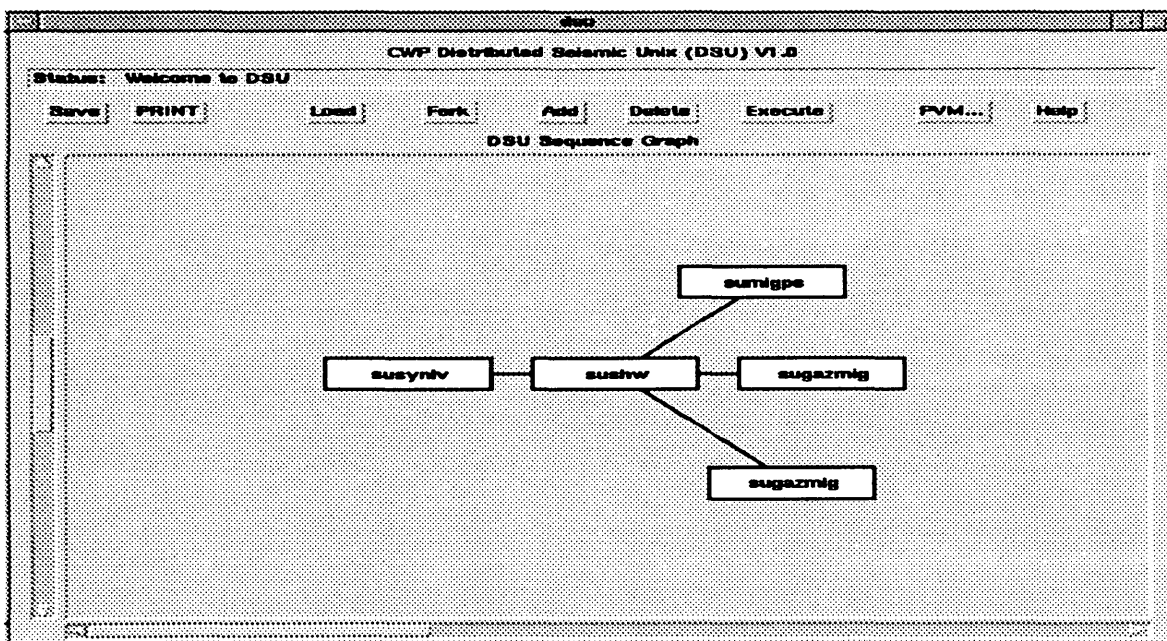 dsu
CWP Distributed Seismic Unix (DSU) V1.0
Status: Welcome to DSU
Save PRINT Load Fork Add Delete Execute PVM... Help
DSU Sequence Graph
sumigps
susynlv sushw sugazmig
sugazmig